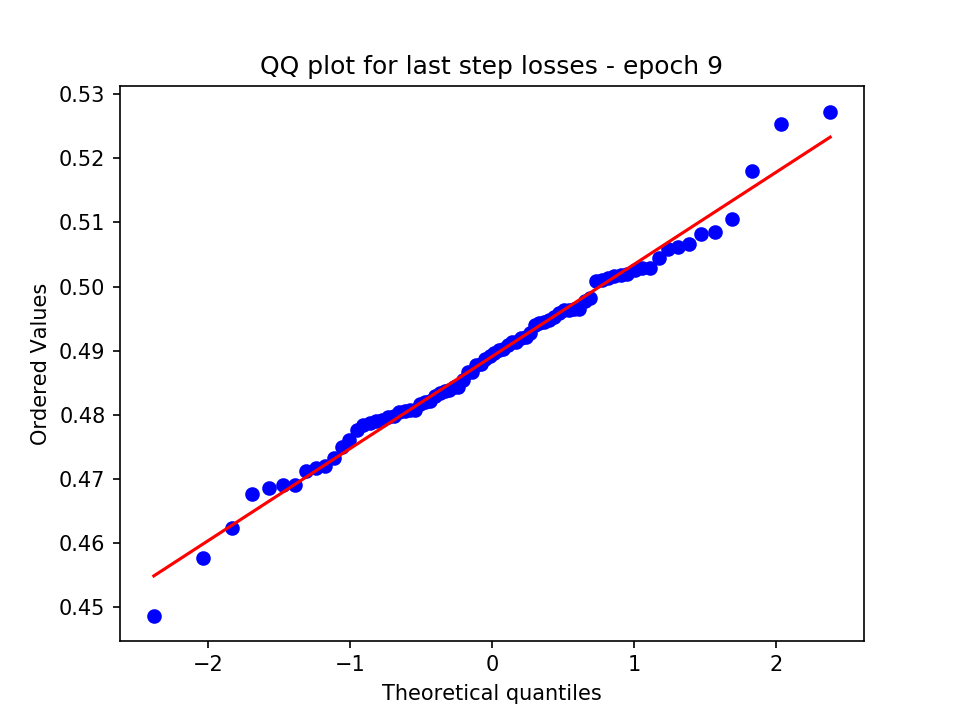 QQ plot for last step losses - epoch 9
0.53
0.52
0.51
0.50
0.49
0.48
0.47
0.46
0.45
Ordered Values
−2 −1 0 1 2
Theoretical quantiles